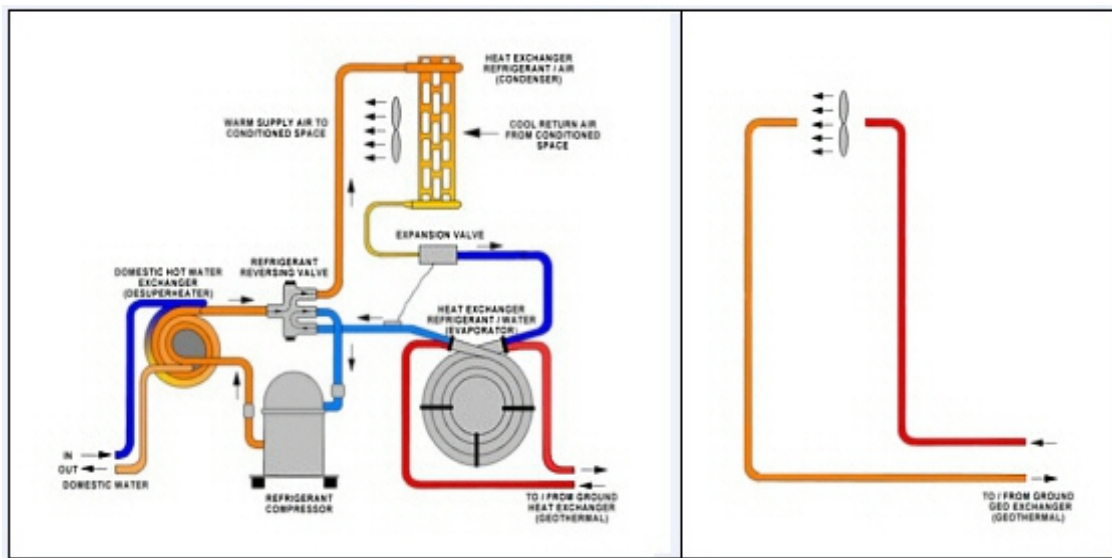 HEAT EXCHANGER
REFRIGERANT / AIR
(CONDENSER)
WARM SUPPLY AIR TO
CONDITIONED SPACE
COOL RETURN AIR
FROM CONDITIONED
SPACE
EXPANSION VALVE
REFRIGERANT
REVERSING VALVE
DOMESTIC HOT WATER
EXCHANGER
(DESUPERHEATER)
HEAT EXCHANGER
REFRIGERANT / WATER
(EVAPORATOR)
IN
OUT
DOMESTIC WATER
REFRIGERANT
COMPRESSOR
TO / FROM GROUND
HEAT EXCHANGER
(GEOTHERMAL)
TO / FROM GROUND
GEO EXCHANGER
(GEOTHERMAL)